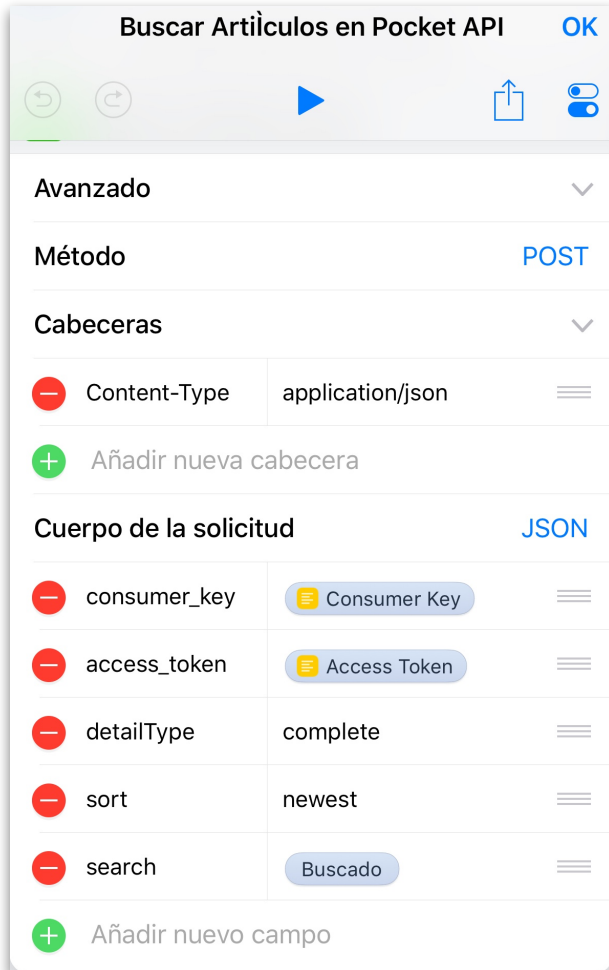 Buscar ArtiÌculos en Pocket API OK
Avanzado
Método POST
Cabeceras
Content-Type application/json
Añadir nueva cabecera
Cuerpo de la solicitud JSON
consumer_key Consumer Key
access_token Access Token
detailType complete
sort newest
search Buscado
Añadir nuevo campo